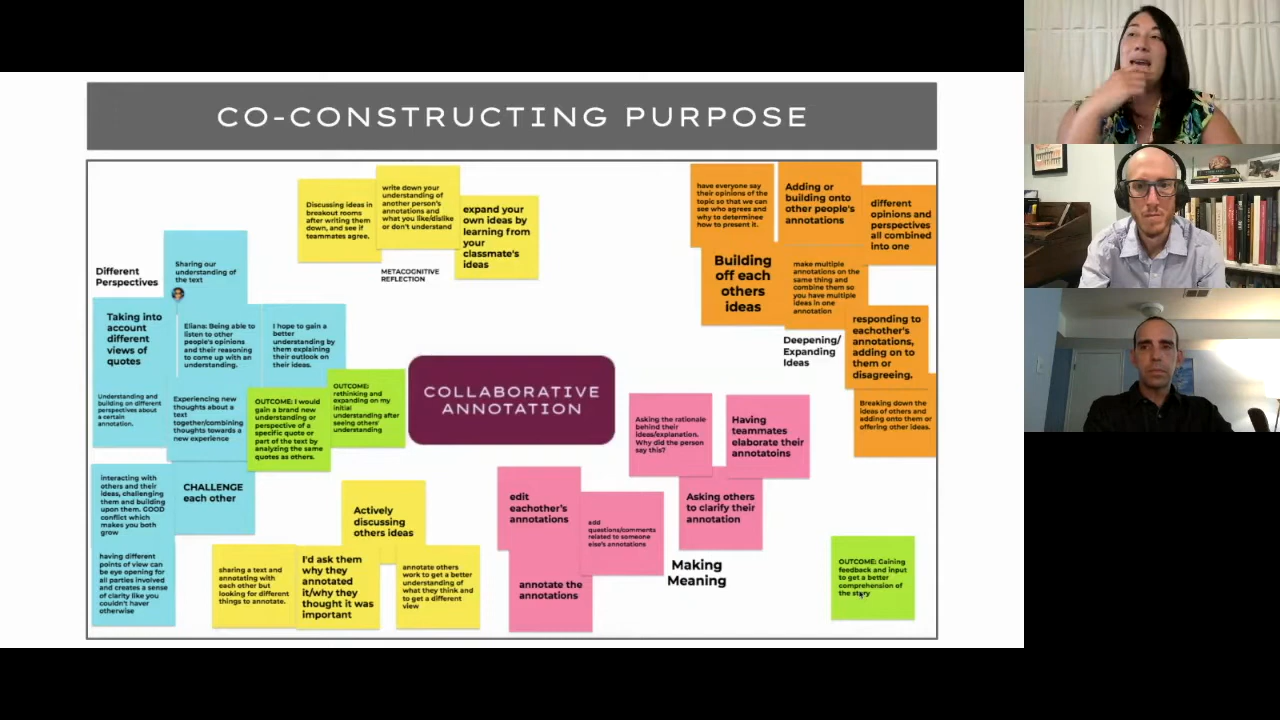 CO-CONSTRUCTING PURPOSE
Different
Perspectives
Sharing our
understanding of
the text
Taking into
account
different
views of
quotes
Eliana: Being able to
listen to other
people's opinions
and their reasoning
to come up with an
understanding.
I hope to gain a
better
understanding by
them explaining
their outlook on
their ideas.
Understanding and
building on different
perspectives about
a certain
annotation.
Experiencing new
thoughts about a
text
together/combining
thoughts towards a
new experience
OUTCOME: I would
gain a brand new
understanding or
perspective of a
specific quote or
part of the text by
analyzing the same
quotes as others.
OUTCOME:
rethinking and
expanding on my
initial
understanding after
seeing others'
understanding
interacting with
others and their
ideas, challenging
them and building
upon them. GOOD
conflict which
makes you both
grow
CHALLENGE
each other
having different
points of view can
be eye opening for
all parties involved
and creates a sense
of clarity like you
couldn't haver
otherwise
Discussing ideas in
breakout rooms
after writing them
down, and see if
teammates agree.
write down your
understanding of
another person's
annotations and
what you like/dislike
or don't understand
expand your
own ideas by
learning from
your
classmate's
ideas
METACOGNITIVE
REFLECTION
COLLABORATIVE
ANNOTATION
Actively
discussing
others ideas
sharing a text and
annotating with
each other but
looking for different
things to annotate.
I'd ask them
why they
annotated
it/why they
thought it was
important
annotate others
work to get a better
understanding of
what they think and
to get a different
view
have everyone say
their opinions of the
topic so that we can
see who agrees and
why to determinee
how to present it.
Adding or
building onto
other people's
annotations
different
opinions and
perspectives
all combined
into one
Building
off each
others
ideas
make multiple
annotations on the
same thing and
combine them so
you have multiple
ideas in one
annotation
responding to
eachother's
annotations,
adding on to
them or
disagreeing.
Deepening/
Expanding
Ideas
Breaking down the
ideas of others and
adding onto them or
offering other ideas.
Asking the rationale
behind their
ideas/explanation.
Why did the person
say this?
Having
teammates
elaborate their
annotatoins
edit
eachother's
annotations
add
questions/comments
related to someone
else's annotations
Asking others
to clarify their
annotation
annotate the
annotations
Making
Meaning
OUTCOME: Gaining
feedback and input
to get a better
comprehension of
the story